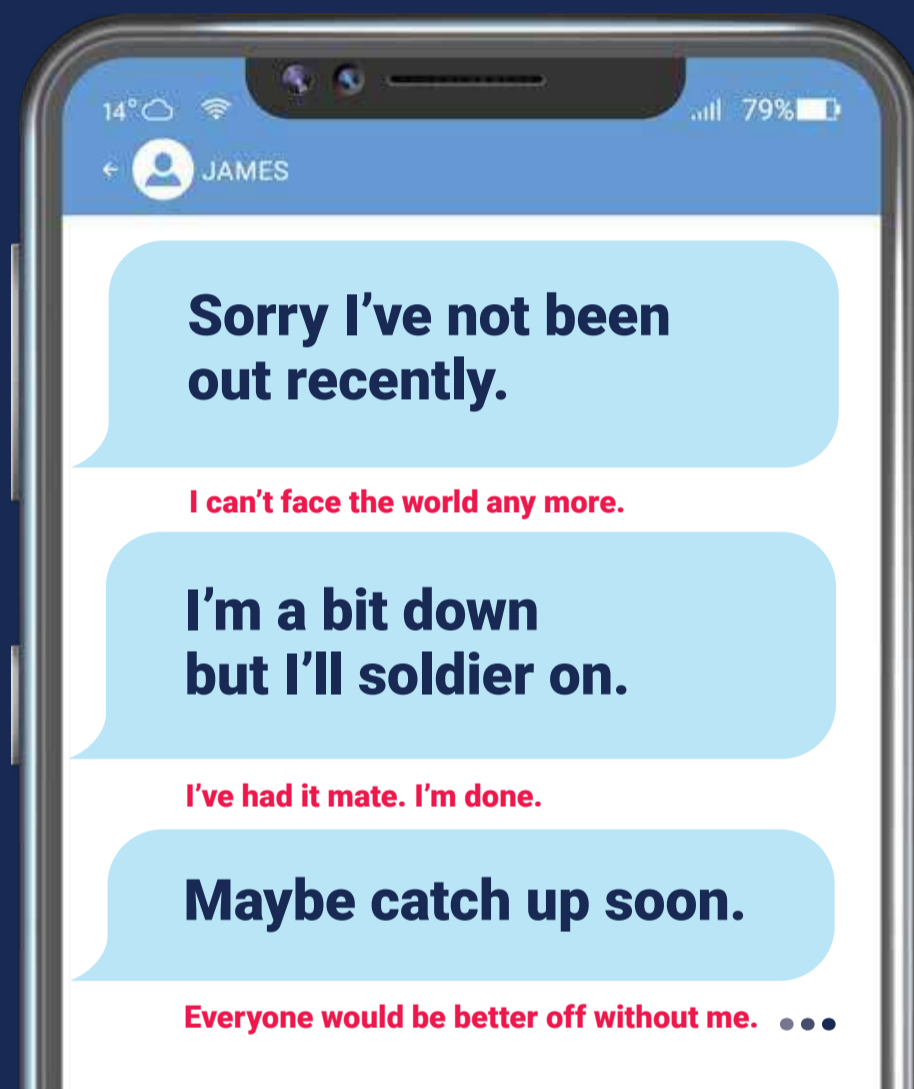 14°
79%
JAMES
Sorry I’ve not been
out recently.
I can’t face the world any more.
I’m a bit down
but I’ll soldier on.
I’ve had it mate. I’m done.
Maybe catch up soon.
Everyone would be better off without me.